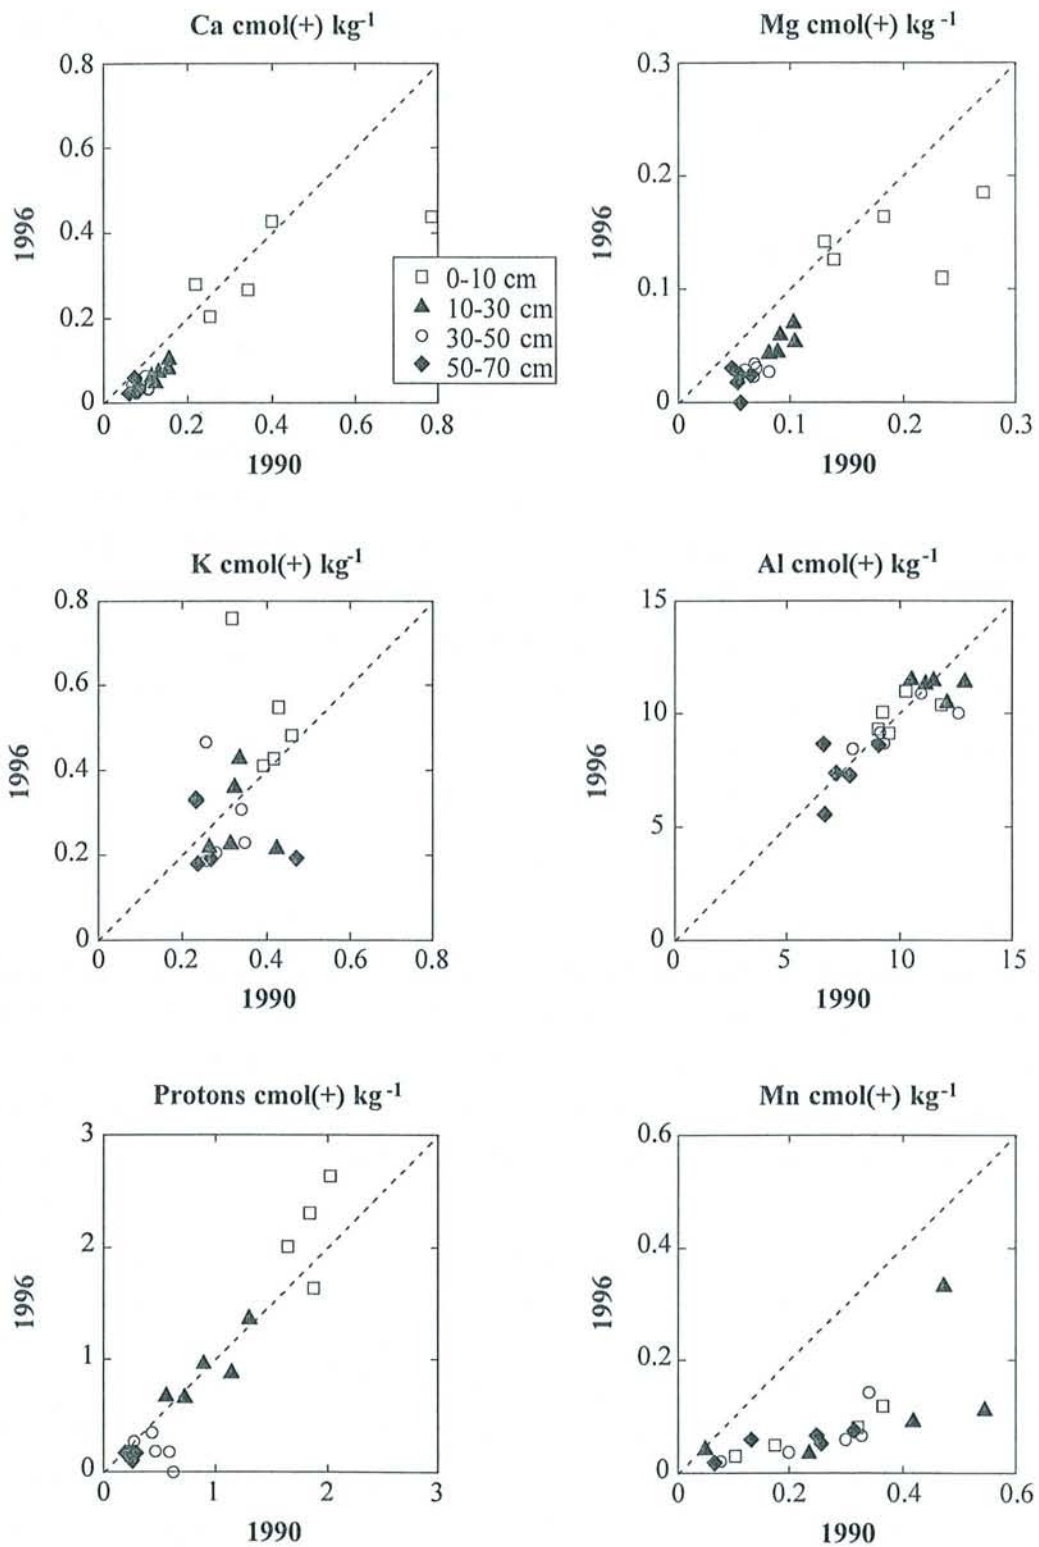 Ca cmol(+) kg-1
0.8
0.6
0.4
0.2
0
0 0.2 0.4 0.6 0.8
1996
1990
0-10 cm
10-30 cm
30-50 cm
50-70 cm
Mg cmol(+) kg -1
0.3
0.2
0.1
0
0 0.1 0.2 0.3
1996
1990
K cmol(+) kg-1
0.8
0.6
0.4
0.2
0
0 0.2 0.4 0.6 0.8
1996
1990
Al cmol(+) kg-1
15
10
5
0
0 5 10 15
1996
1990
Protons cmol(+) kg-1
3
2
1
0
0 1 2 3
1996
1990
Mn cmol(+) kg-1
0.6
0.4
0.2
0
0 0.2 0.4 0.6
1996
1990